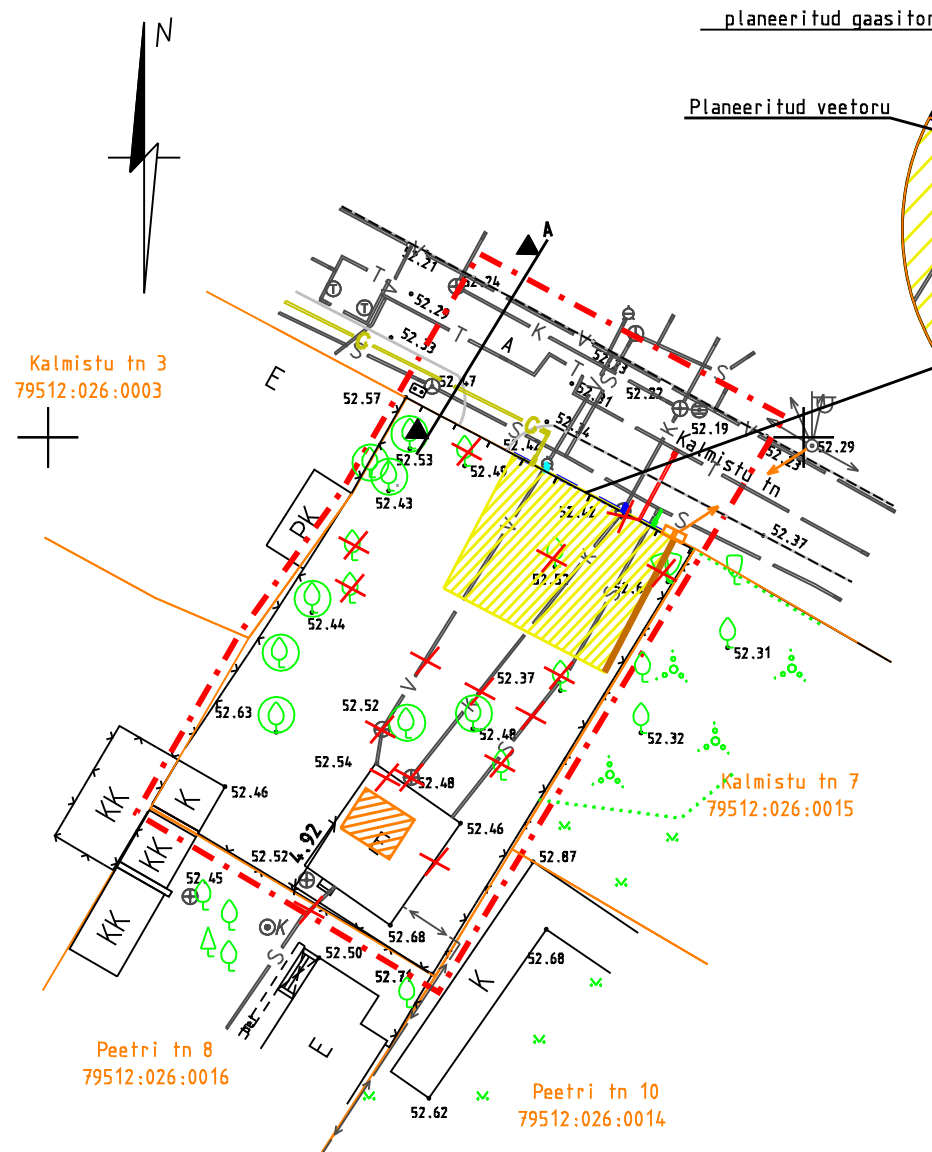 planeeritud gaasitor
N
Planeeritud veetoru
A
52.21
V
T
52.24
T
V
52.29
K
T
T
A
V
52.33
52.23
S
C
T
Kalmistu tn 3
79512:026:0003
E
52.47
V
S
52.57
52.31
52.22
52.14
52.19
S
C
K
52.42
Kalmistu tn
52.29
52.53
52.49
52.23
52.43
52.42
S
PK
V
52.37
K
S
52.44
52.31
52.37
V
52.63
52.52
K
52.48
52.32
S
52.54
52.46
52.48
Kalmistu tn 7
79512:026:0015
KK
K
52.46
4.92
E
KK
52.52
52.87
52.45
KK
K
52.68
52.50
52.68
S
52.71
K
bet
E
Peetri tn 8
79512:026:0016
Peetri tn 10
79512:026:0014
52.62